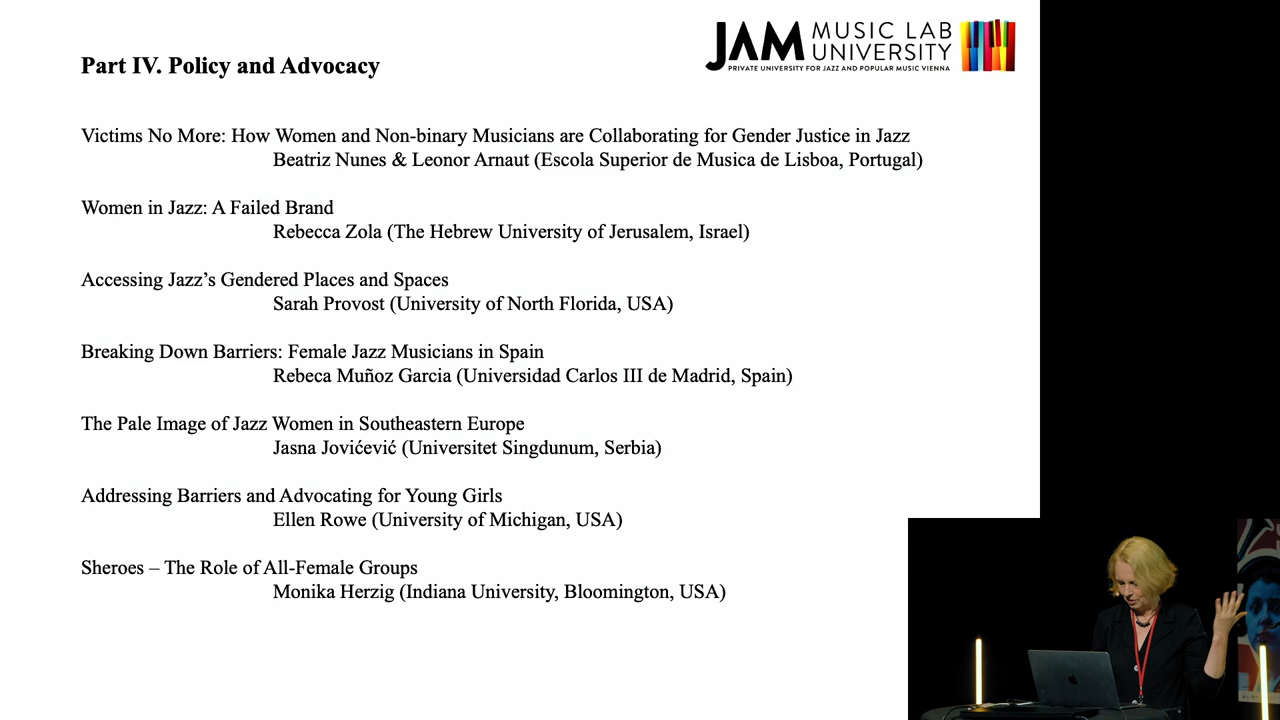 JAM MUSIC LAB
UNIVERSITY
PRIVATE UNIVERSITY FOR JAZZ AND POPULAR MUSIC VIENNA
Part IV. Policy and Advocacy
Victims No More: How Women and Non-binary Musicians are Collaborating for Gender Justice in Jazz
Beatriz Nunes & Leonor Arnaut (Escola Superior de Musica de Lisboa, Portugal)
Women in Jazz: A Failed Brand
Rebecca Zola (The Hebrew University of Jerusalem, Israel)
Accessing Jazz’s Gendered Places and Spaces
Sarah Provost (University of North Florida, USA)
Breaking Down Barriers: Female Jazz Musicians in Spain
Rebeca Muñoz Garcia (Universidad Carlos III de Madrid, Spain)
The Pale Image of Jazz Women in Southeastern Europe
Jasna Jovićević (Universitet Singdunum, Serbia)
Addressing Barriers and Advocating for Young Girls
Ellen Rowe (University of Michigan, USA)
Sheroes – The Role of All-Female Groups
Monika Herzig (Indiana University, Bloomington, USA)